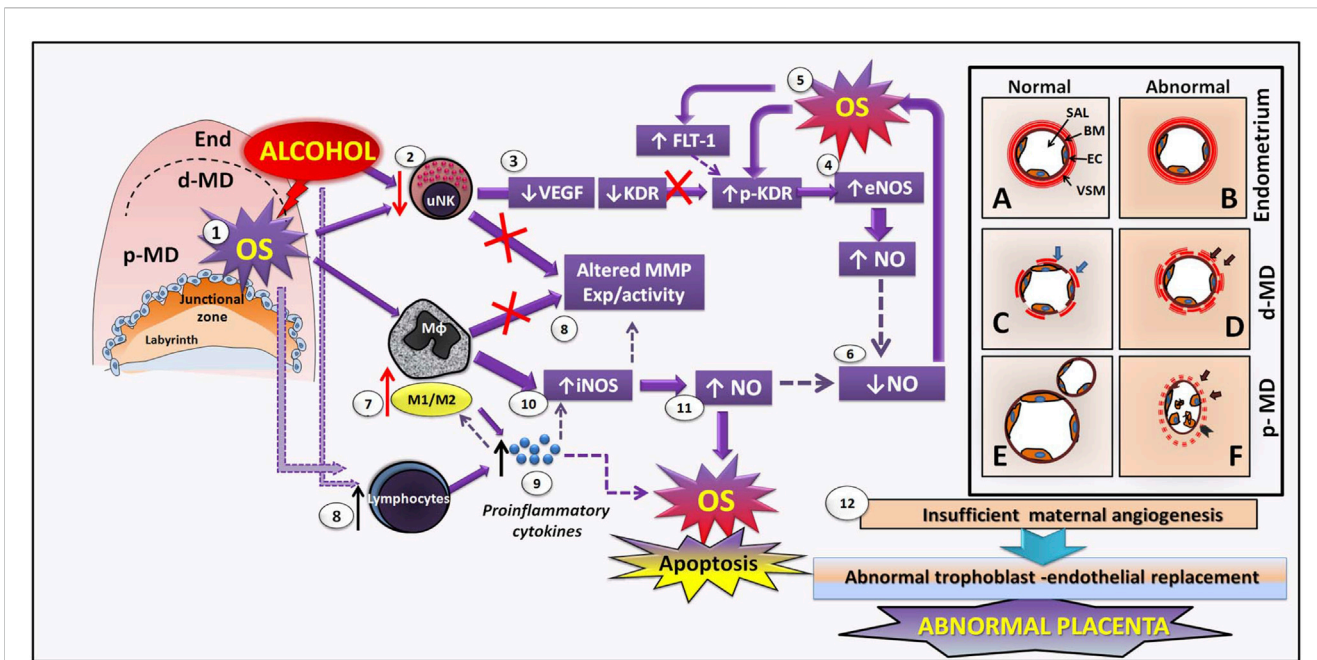 End
ALCOHOL
d-MD
1
OS
p-MD
Junctional
zone
Labyrinth
2
uNK
3
↓VEGF
↓KDR
↑ FLT-1
↑p-KDR
4
↑eNOS
5
OS
↑ NO
6
↓NO
Altered MMP
Exp/activity
8
Mϕ
7
M1/M2
10
↑iNOS
11
↑ NO
8
Lymphocytes
9
Proinflammatory
cytokines
OS
Apoptosis
Normal
Abnormal
SAL
BM
EC
VSM
A
B
Endometrium
C
D
d-MD
E
F
p- MD
12
Insufficient maternal angiogenesis
Abnormal trophoblast -endothelial replacement
ABNORMAL PLACENTA